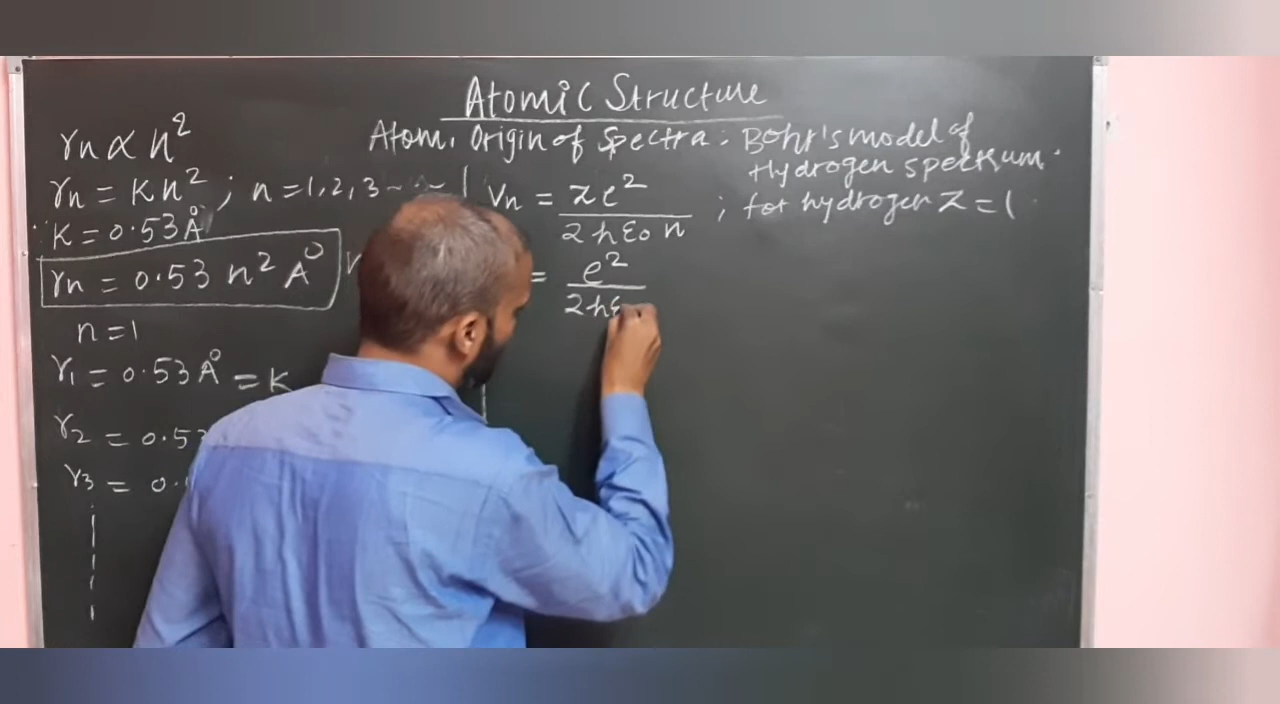 Atomic Structure
Atom. Origin of Spectra: Bohr's model of
Hydrogen spectrum.
rn ∝ n²
rn = Kn² ; n = 1, 2, 3 - -
K = 0.53 Å
rn = 0.53 n² Å
n = 1
r₁ = 0.53 Å = K
r₂ = 0.53
r₃ = 0.
Vn = ze² / 2hε₀n ; for hydrogen Z = 1
= e² / 2hε